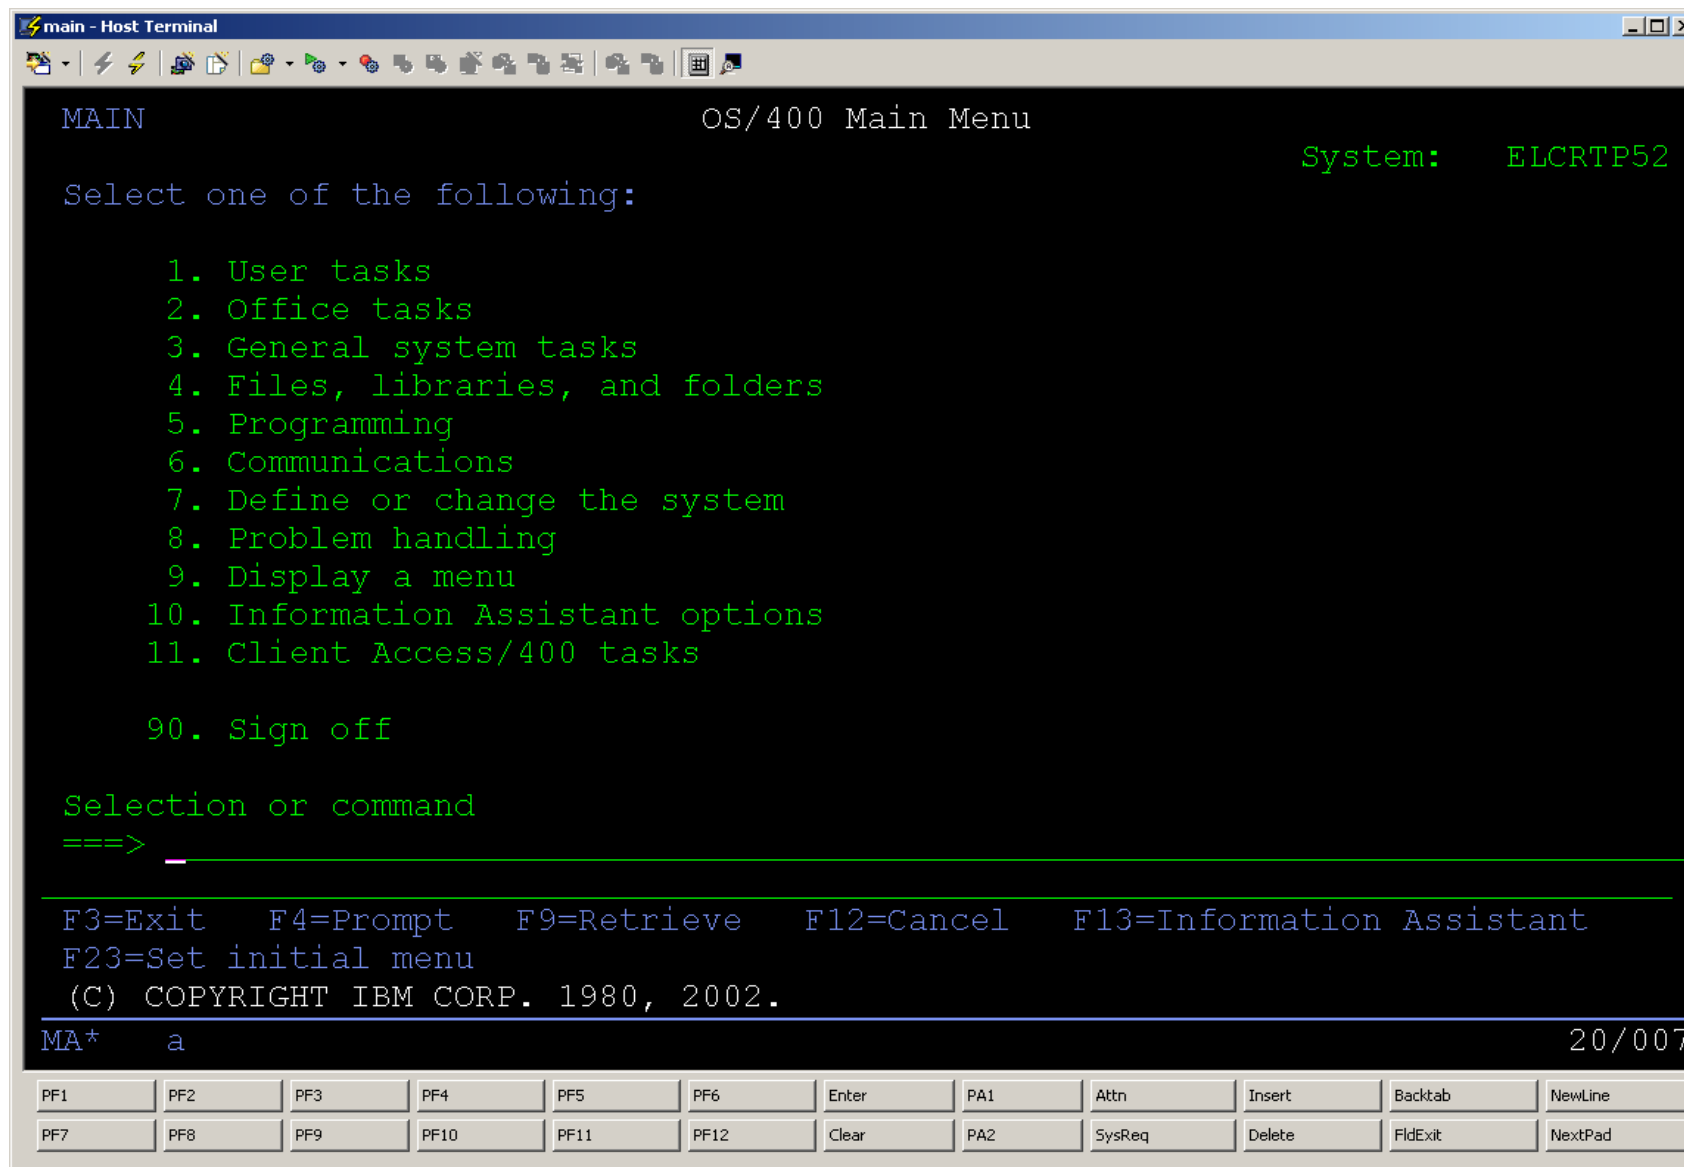 main - Host Terminal
MAIN OS/400 Main Menu
System: ELCRTP52
Select one of the following:
1. User tasks
2. Office tasks
3. General system tasks
4. Files, libraries, and folders
5. Programming
6. Communications
7. Define or change the system
8. Problem handling
9. Display a menu
10. Information Assistant options
11. Client Access/400 tasks
90. Sign off
Selection or command
===>
F3=Exit F4=Prompt F9=Retrieve F12=Cancel F13=Information Assistant
F23=Set initial menu
(C) COPYRIGHT IBM CORP. 1980, 2002.
MA* a 20/007
PF1 PF2 PF3 PF4 PF5 PF6 Enter PA1 Attn Insert Backtab NewLine
PF7 PF8 PF9 PF10 PF11 PF12 Clear PA2 SysReq Delete FldExit NextPad